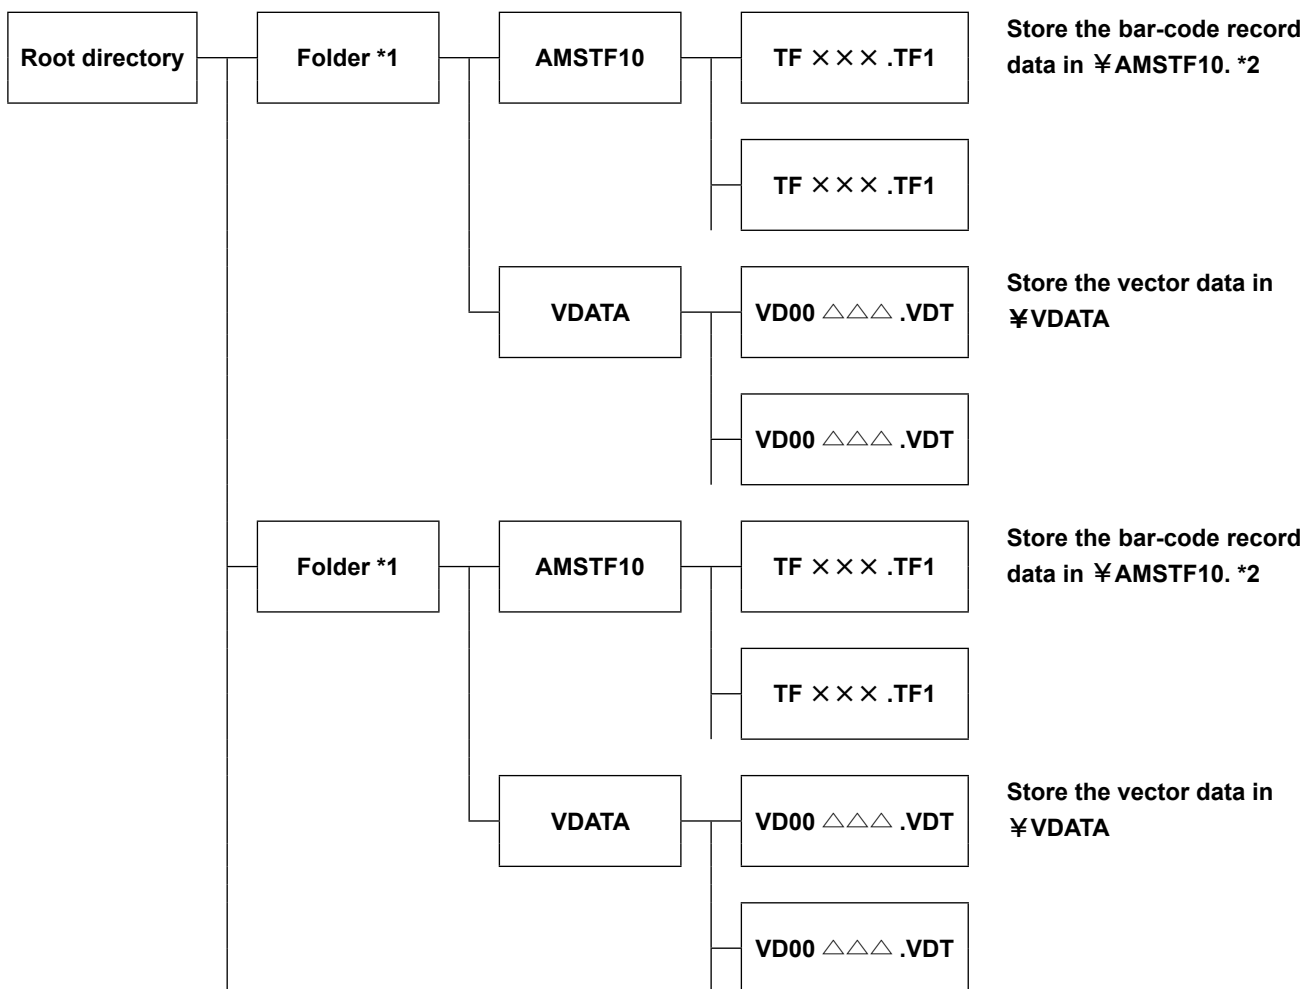 Root directory
Folder *1
AMSTF10
TF ××× .TF1
Store the bar-code record
data in ¥AMSTF10. *2
TF ××× .TF1
VDATA
VD00 △△△ .VDT
Store the vector data in
¥VDATA
VD00 △△△ .VDT
Folder *1
AMSTF10
TF ××× .TF1
Store the bar-code record
data in ¥AMSTF10. *2
TF ××× .TF1
VDATA
VD00 △△△ .VDT
Store the vector data in
¥VDATA
VD00 △△△ .VDT